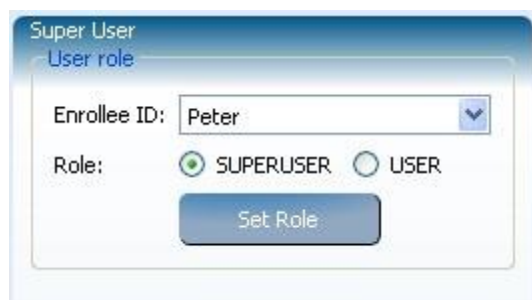 Super User
User role
Enrollee ID: Peter
Role: SUPERUSER USER
Set Role